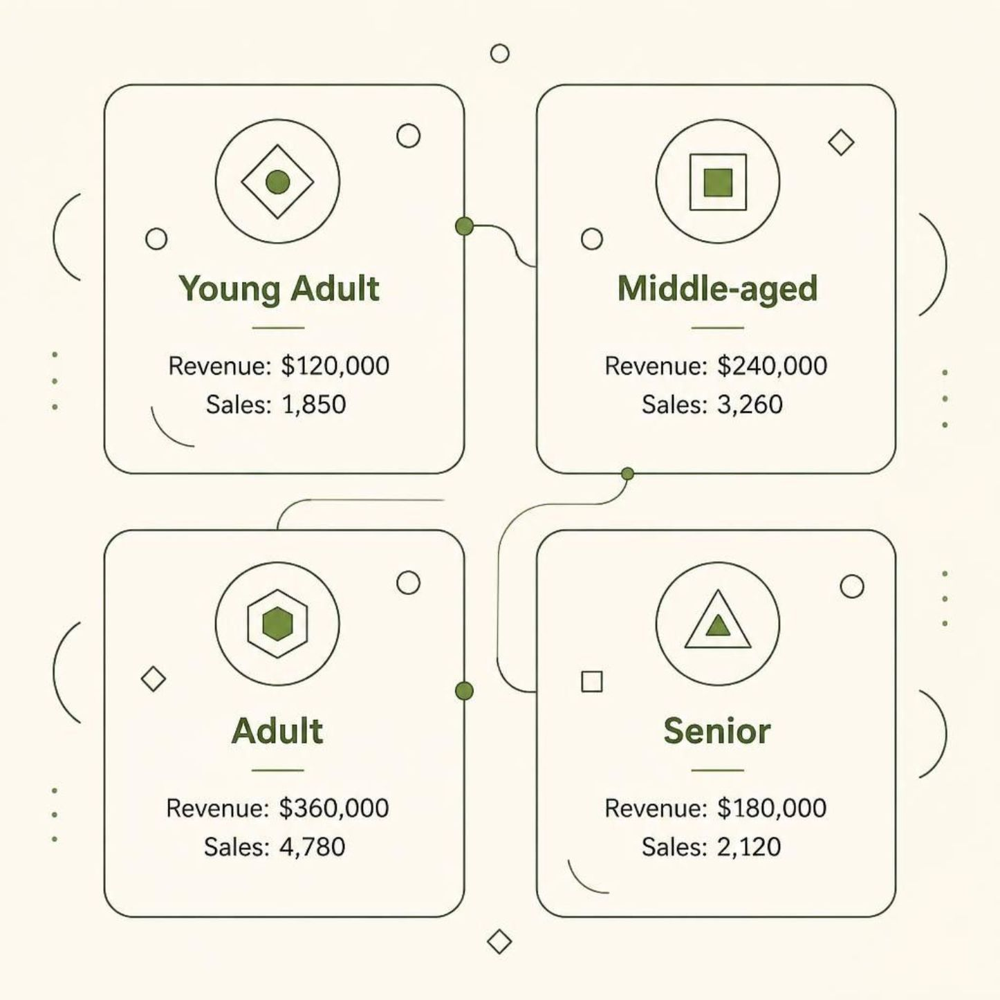 Young Adult
Revenue: $120,000
Sales: 1,850
Middle-aged
Revenue: $240,000
Sales: 3,260
Adult
Revenue: $360,000
Sales: 4,780
Senior
Revenue: $180,000
Sales: 2,120